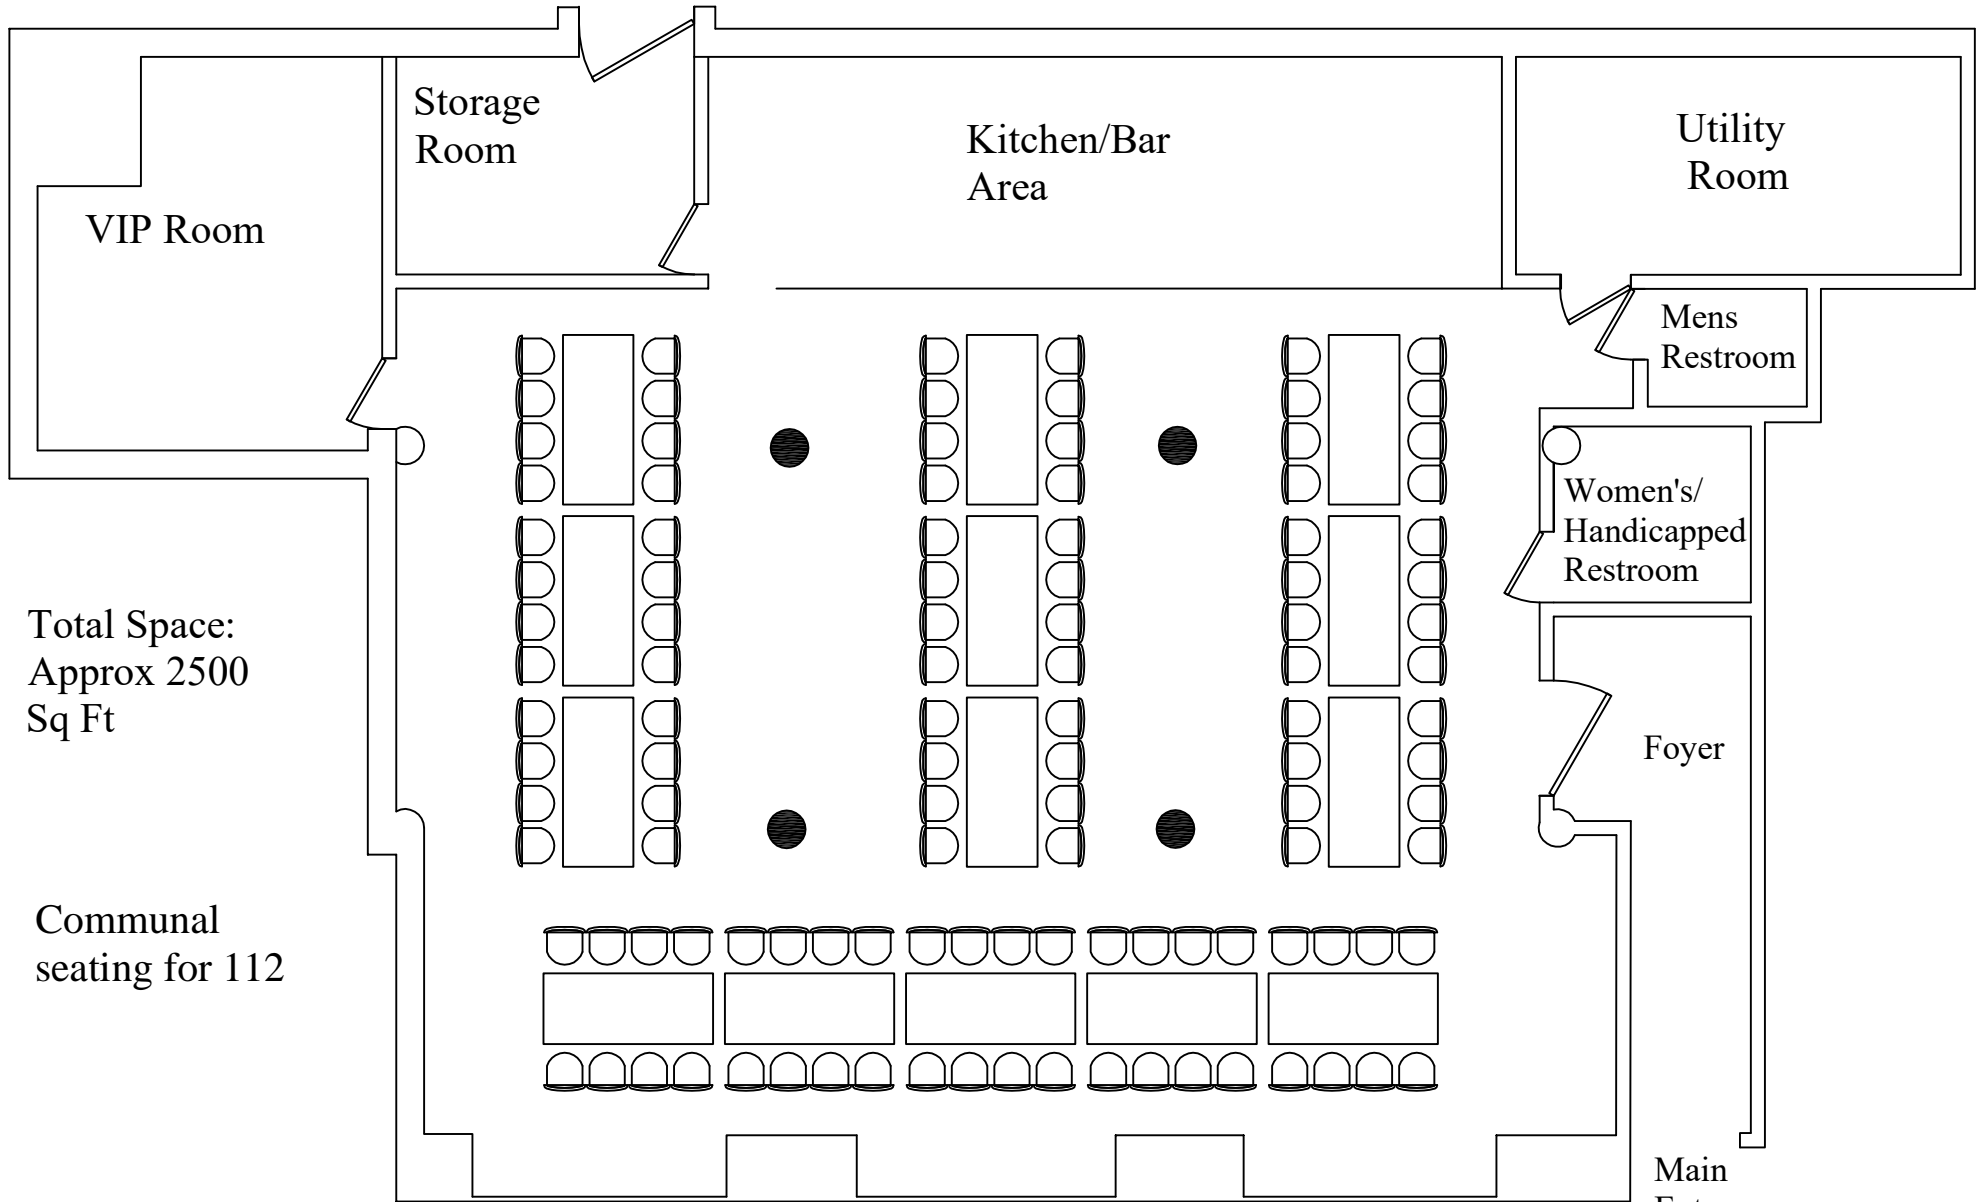 Storage
Room
Kitchen/Bar
Area
Utility
Room
VIP Room
Mens
Restroom
Women's/
Handicapped
Restroom
Total Space:
Approx 2500
Sq Ft
Foyer
Communal
seating for 112
Main